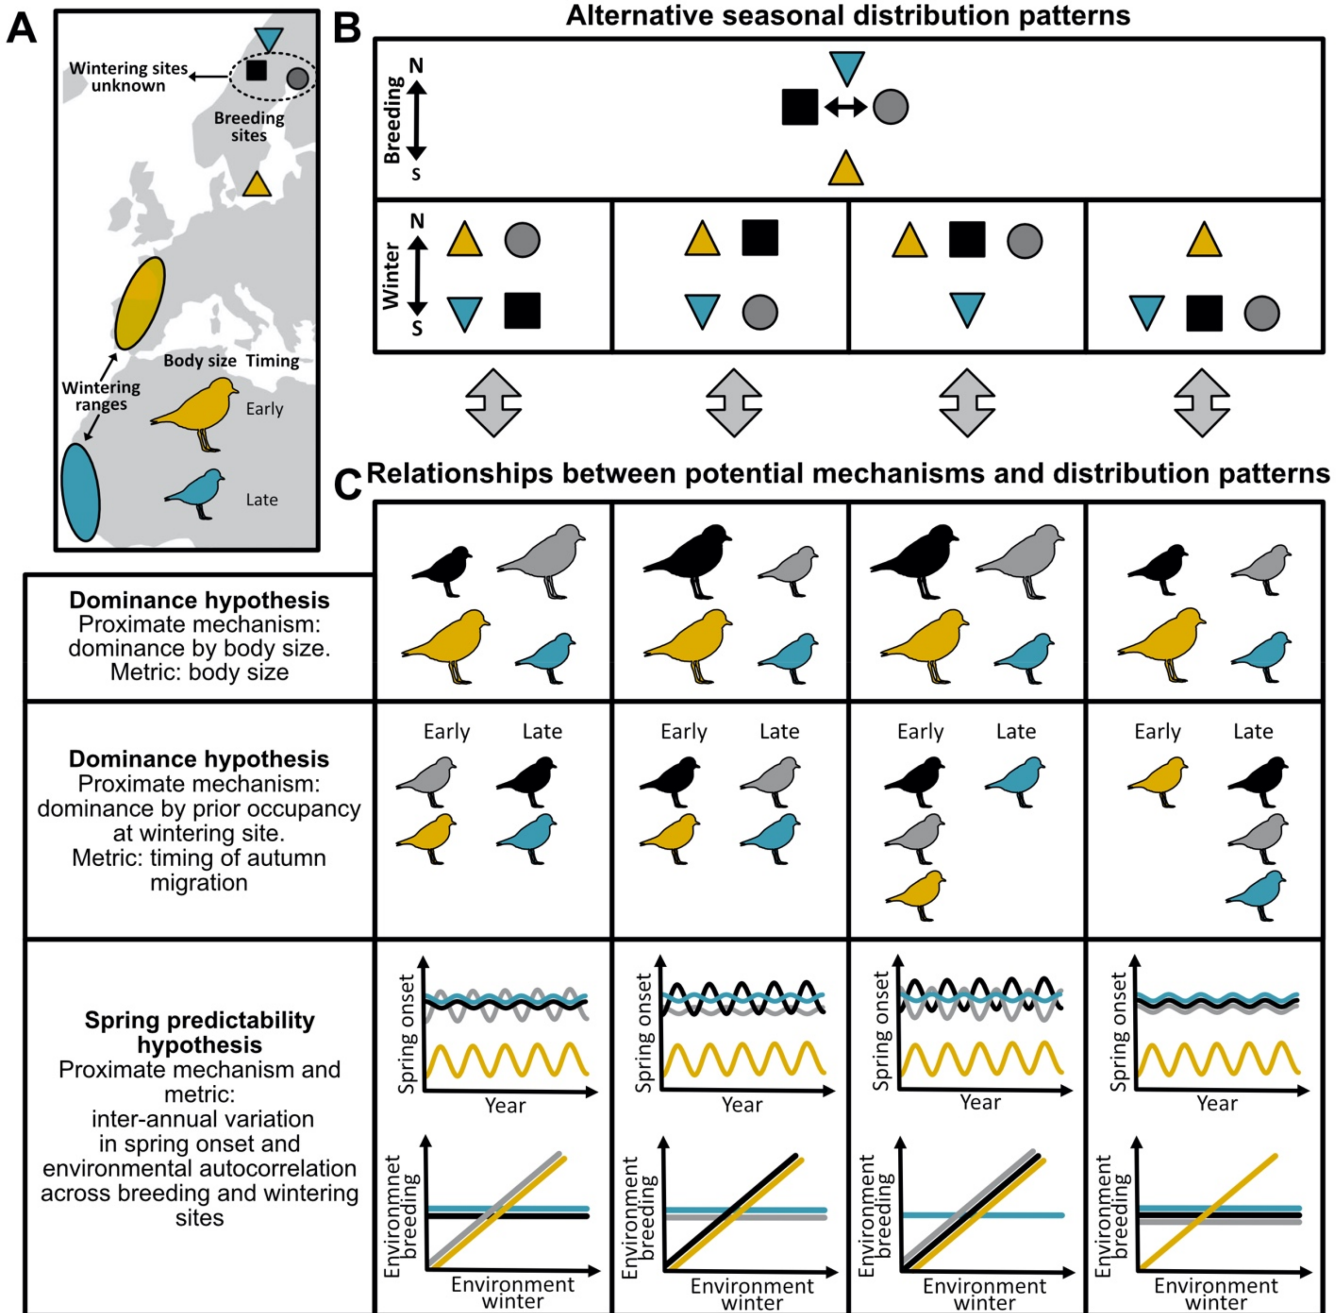 A
Wintering sites
unknown
Breeding
sites
Body size Timing
Wintering
ranges
Early
Late
B
Alternative seasonal distribution patterns
Breeding
N
S
Winter
N
S
C
Relationships between potential mechanisms and distribution patterns
Dominance hypothesis
Proximate mechanism:
dominance by body size.
Metric: body size
Dominance hypothesis
Proximate mechanism:
dominance by prior occupancy
at wintering site.
Metric: timing of autumn
migration
Early Late
Early Late
Early Late
Early Late
Spring predictability
hypothesis
Proximate mechanism and
metric:
inter-annual variation
in spring onset and
environmental autocorrelation
across breeding and wintering
sites
Spring onset
Year
Spring onset
Year
Spring onset
Year
Spring onset
Year
Environmnet
breeding
Environment
winter
Environment
breeding
Environment
winter
Environment
breeding
Environment
winter
Environment
breeding
Environment
winter